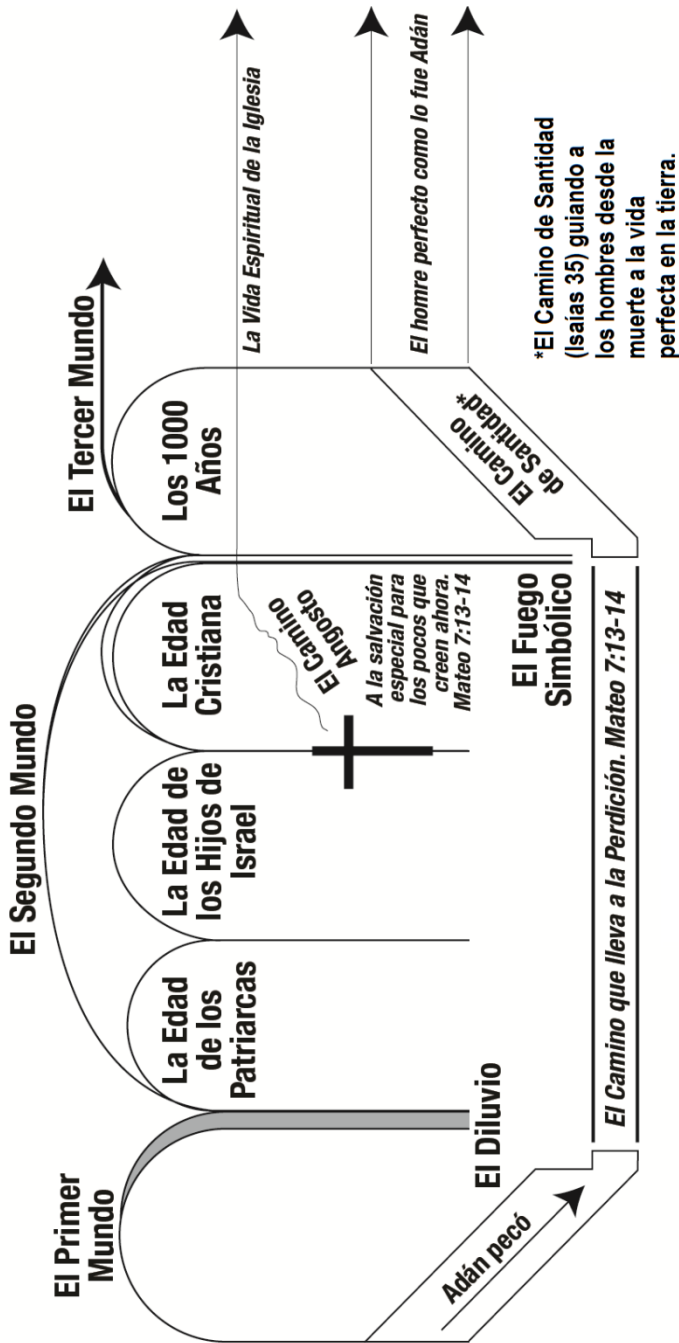 El Primer
Mundo
El Segundo Mundo
El Tercer Mundo
La Edad
de los
Patriarcas
La Edad de
los Hijos de
Israel
La Edad
Cristiana
Los 1000
Años
El Diluvio
El Camino
Angosto
A la salvación
especial para
los pocos que
creen ahora.
Mateo 7:13-14
El Fuego
Simbólico
La Vida Espiritual de la Iglesia
El homre perfecto como lo fue Adán
El Camino
de Santidad*
Adán pecó
El Camino que lleva a la Perdición. Mateo 7:13-14
*El Camino de Santidad
(Isaías 35) guiando a
los hombres desde la
muerte a la vida
perfecta en la tierra.